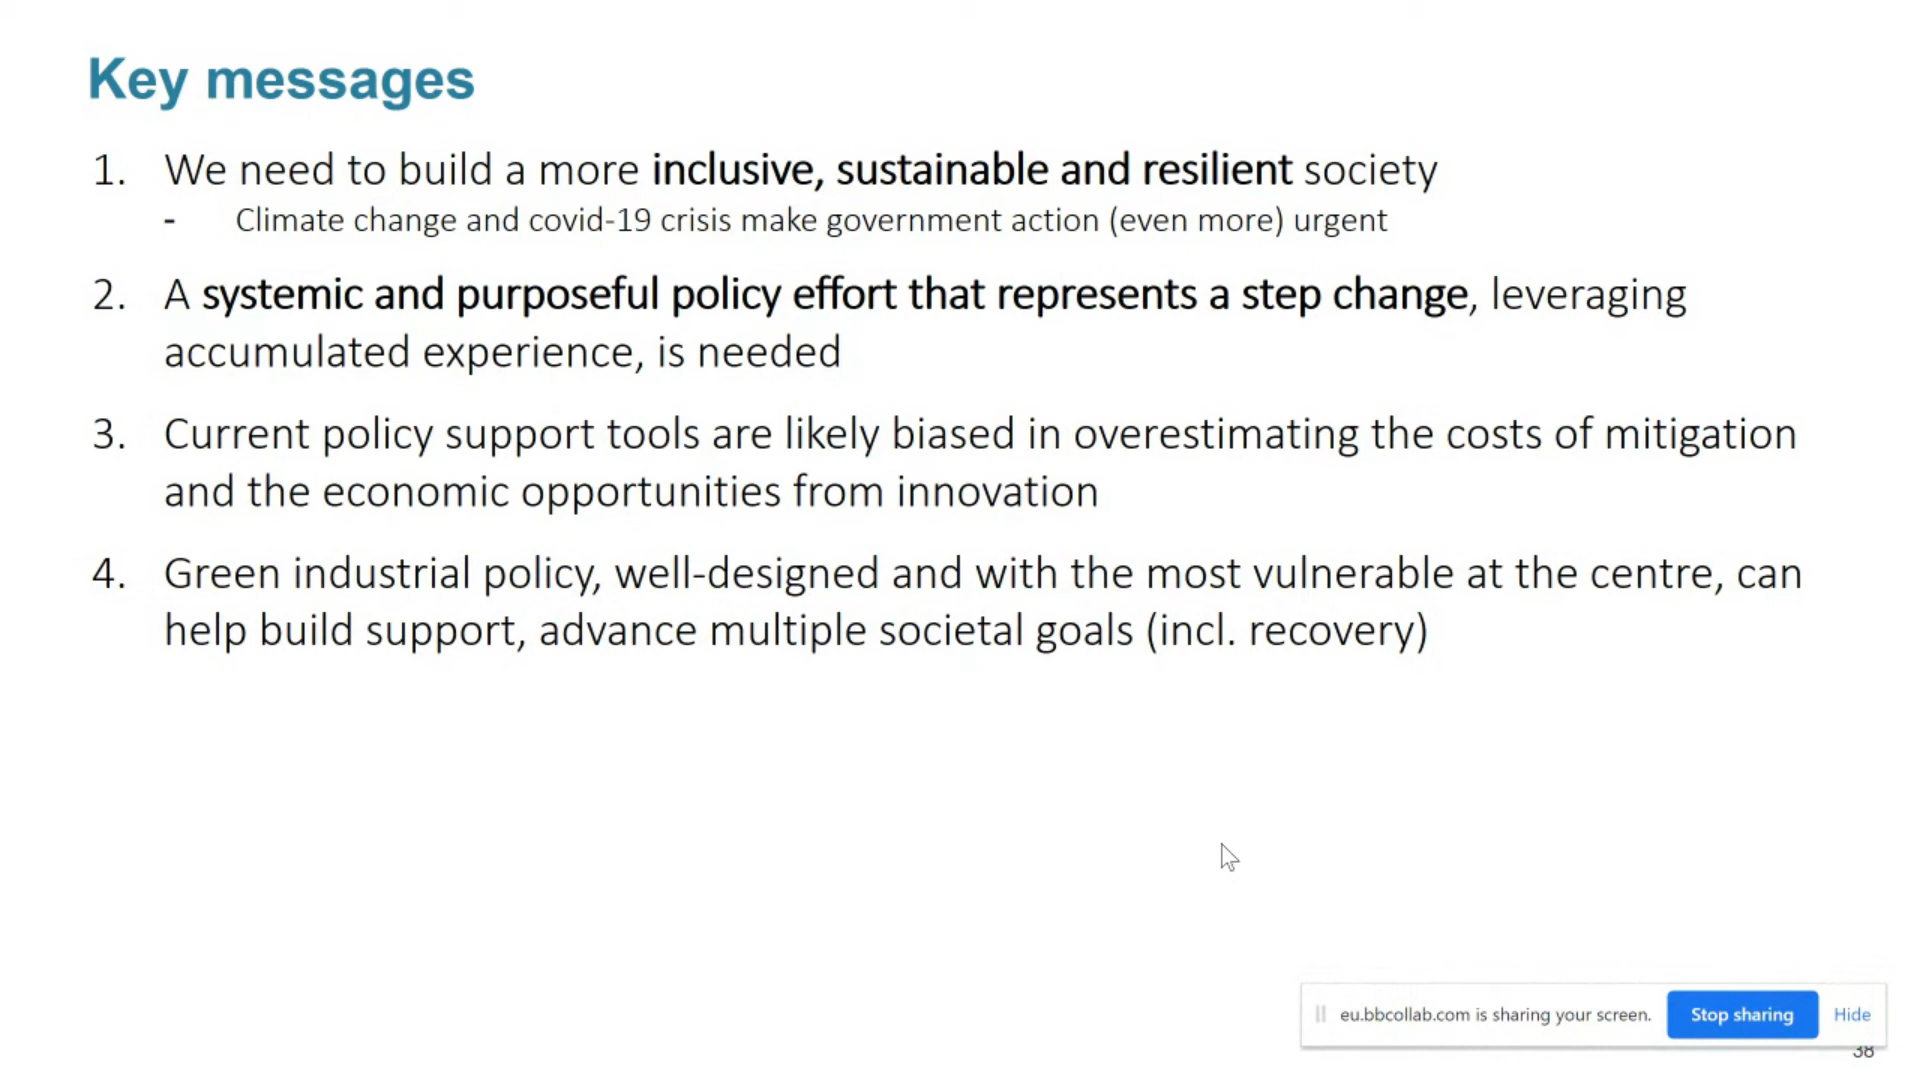 Key messages
1. We need to build a more inclusive, sustainable and resilient society
- Climate change and covid-19 crisis make government action (even more) urgent
2. A systemic and purposeful policy effort that represents a step change, leveraging
accumulated experience, is needed
3. Current policy support tools are likely biased in overestimating the costs of mitigation
and the economic opportunities from innovation
4. Green industrial policy, well-designed and with the most vulnerable at the centre, can
help build support, advance multiple societal goals (incl. recovery)
eu.bbcollab.com is sharing your screen. Stop sharing Hide
38